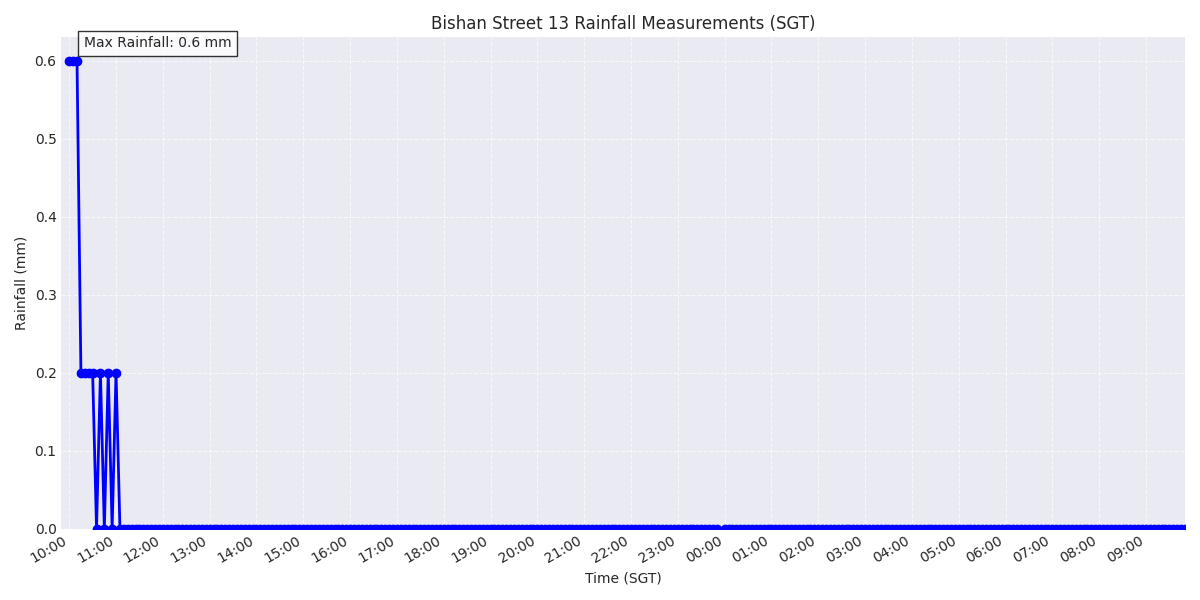 Bishan Street 13 Rainfall Measurements (SGT)
Max Rainfall: 0.6 mm
0.6
0.5
0.4
0.3
0.2
0.1
0.0
Rainfall (mm)
10:00 11:00 12:00 13:00 14:00 15:00 16:00 17:00 18:00 19:00 20:00 21:00 22:00 23:00 00:00 01:00 02:00 03:00 04:00 05:00 06:00 07:00 08:00 09:00
Time (SGT)